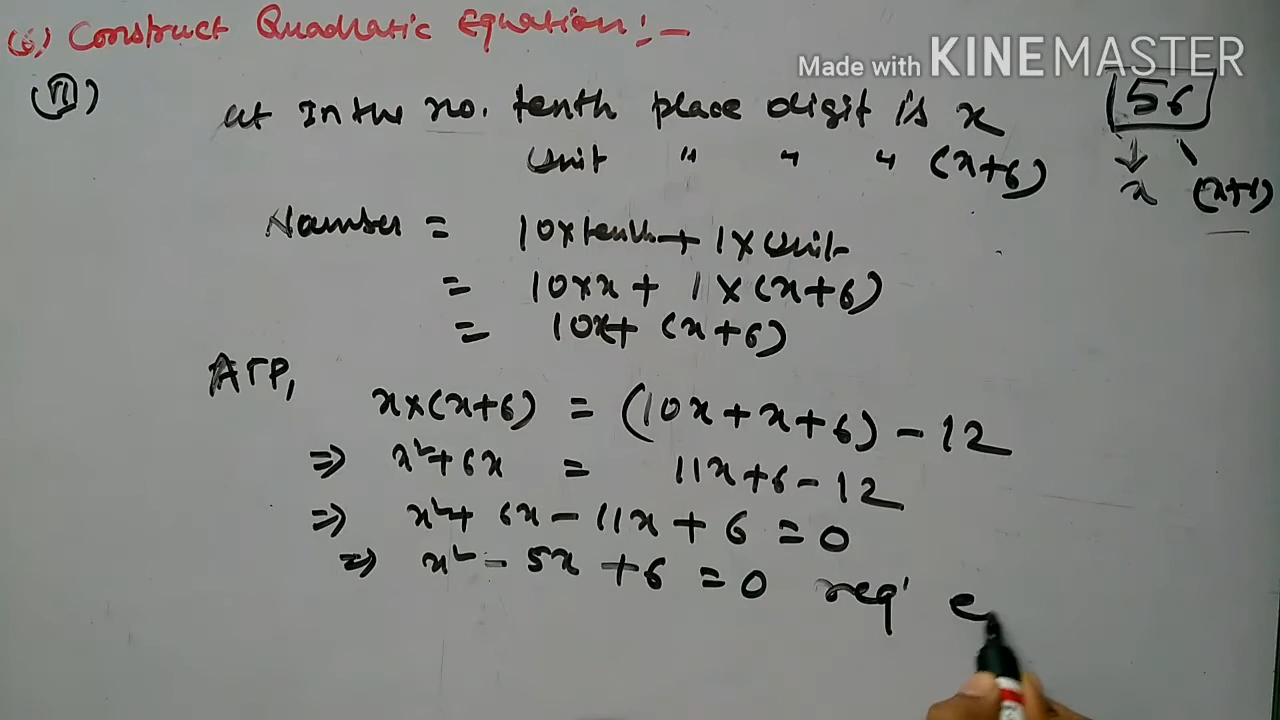 (6.) Construct Quadratic Equation:-
Made with KINEMASTER
(ii)
Let In the no. tenth place digit is x
56
Unit " " " (x+6)
x (x+1)
Number = 10×tenth + 1×Unit
= 10×x + 1×(x+6)
= 10x+ (x+6)
ATP,
x×(x+6) = (10x+x+6) - 12
⇒ x²+6x = 11x+6-12
⇒ x²+ 6x - 11x + 6 = 0
⇒ x² - 5x + 6 = 0 req' e